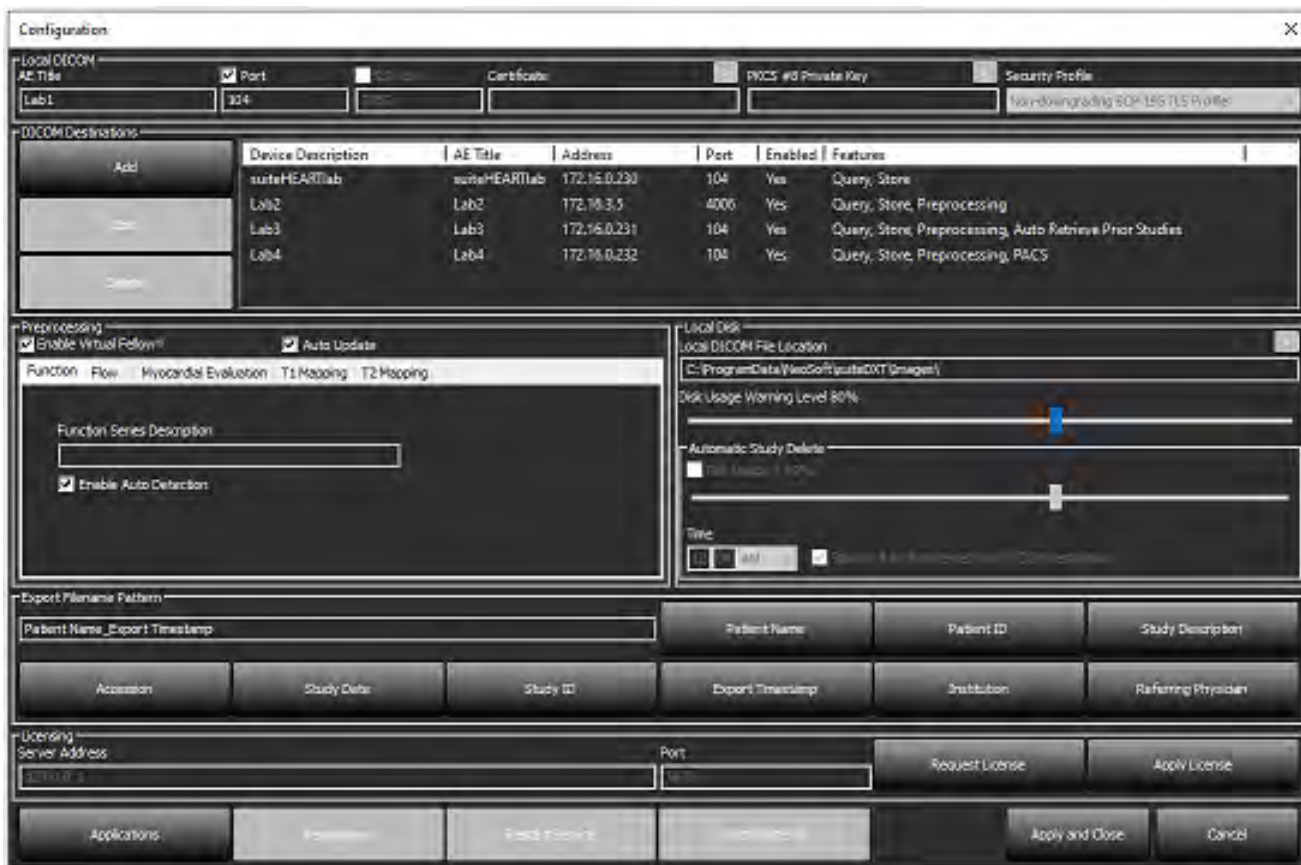 Configuration
Local DICOM
AE Title Port Certificate PKCS #8 Private Key Security Profile
Lab1 104 Non-downgrading BCP 195 TLS Profile
DICOM Destinations
Add
Device Description AE Title Address Port Enabled Features
suiteHEARTlab suiteHEARTlab 172.16.0.230 104 Yes Query, Store
Lab2 Lab2 172.16.3.5 4006 Yes Query, Store, Preprocessing
Lab3 Lab3 172.16.0.231 104 Yes Query, Store, Preprocessing, Auto Retrieve Prior Studies
Lab4 Lab4 172.16.0.232 104 Yes Query, Store, Preprocessing, PACS
Preprocessing
Enable Virtual Fellow® Auto Update
Function Flow Myocardial Evaluation T1 Mapping T2 Mapping
Function Series Description
Enable Auto Detection
Local Disk
Local DICOM File Location
C:\ProgramData\NeoSoft\suiteDXT\Images\
Disk Usage Warning Level 80%
Automatic Study Delete
Time
AM
Export Filename Pattern
Patient Name_Export Timestamp Patient Name Patient ID Study Description
Accession Study Date Study ID Export Timestamp Institution Referring Physician
Licensing
Server Address Port
Request License Apply License
Applications Apply and Close Cancel